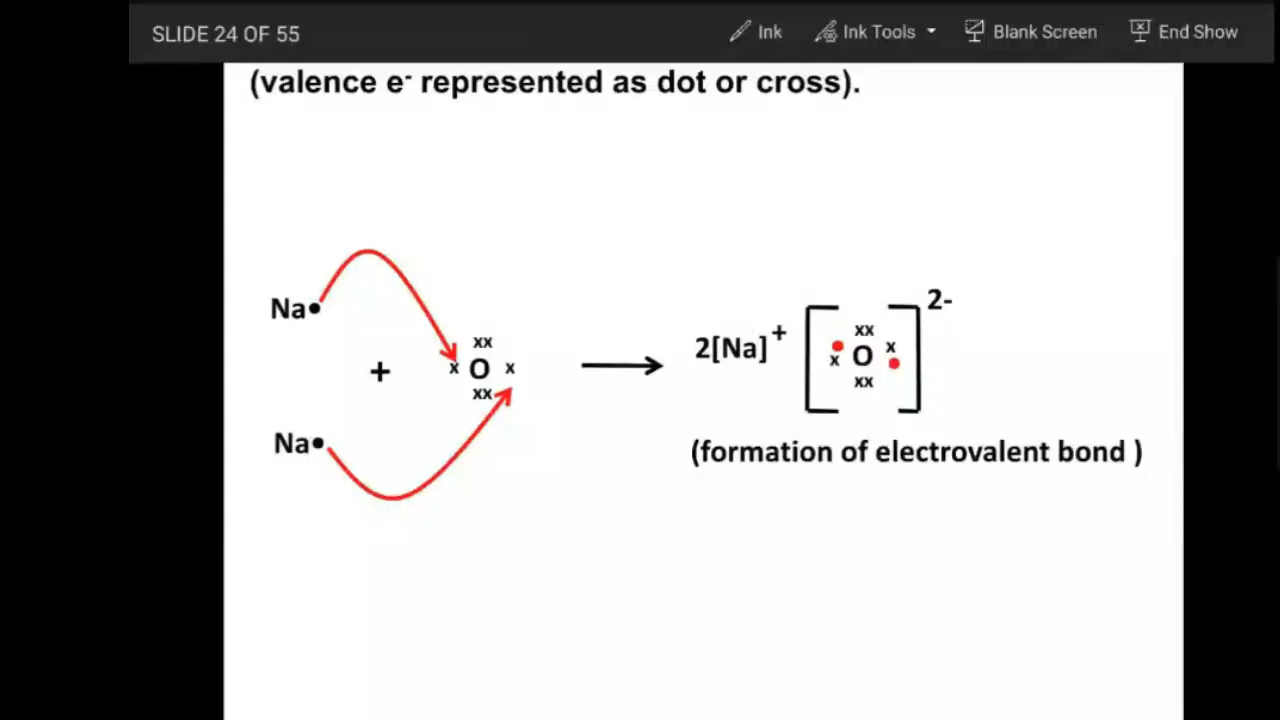 SLIDE 24 OF 55 Ink Ink Tools Blank Screen End Show
(valence e⁻ represented as dot or cross).
Na•
+
Na•
xx
x O x
xx
2[Na]⁺
2-
xx
• x
x O •
xx
(formation of electrovalent bond )